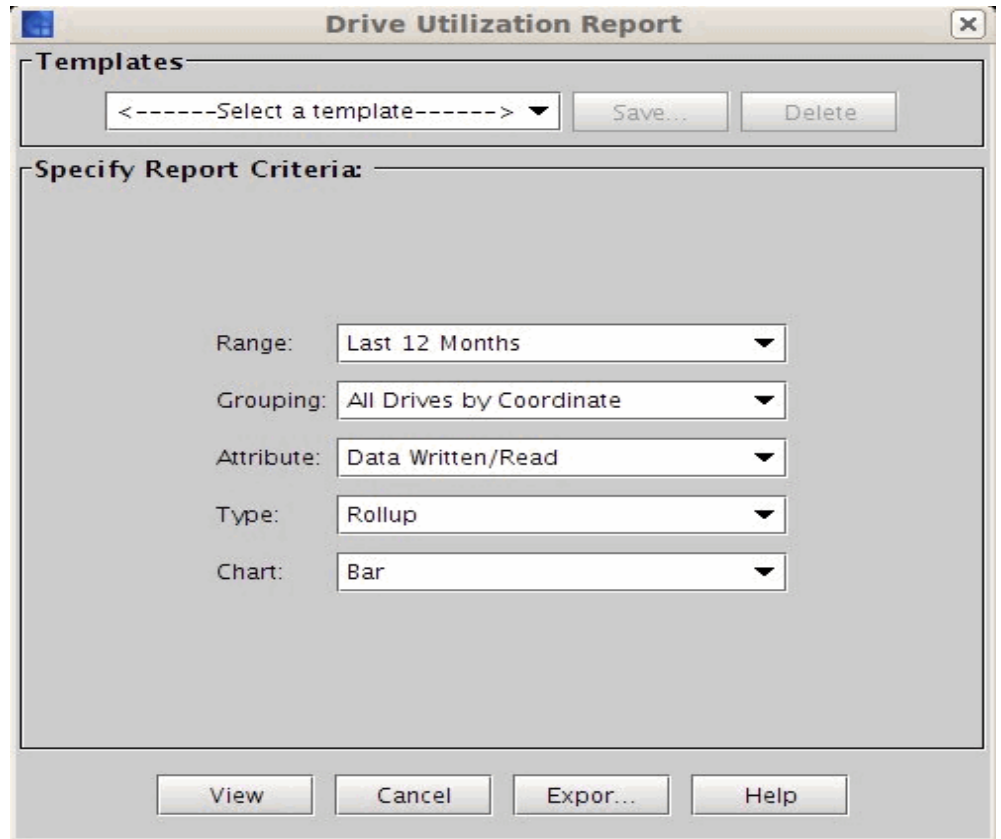 Drive Utilization Report
Templates
<------Select a template------>
Save...
Delete
Specify Report Criteria:
Range: Last 12 Months
Grouping: All Drives by Coordinate
Attribute: Data Written/Read
Type: Rollup
Chart: Bar
View Cancel Expor... Help